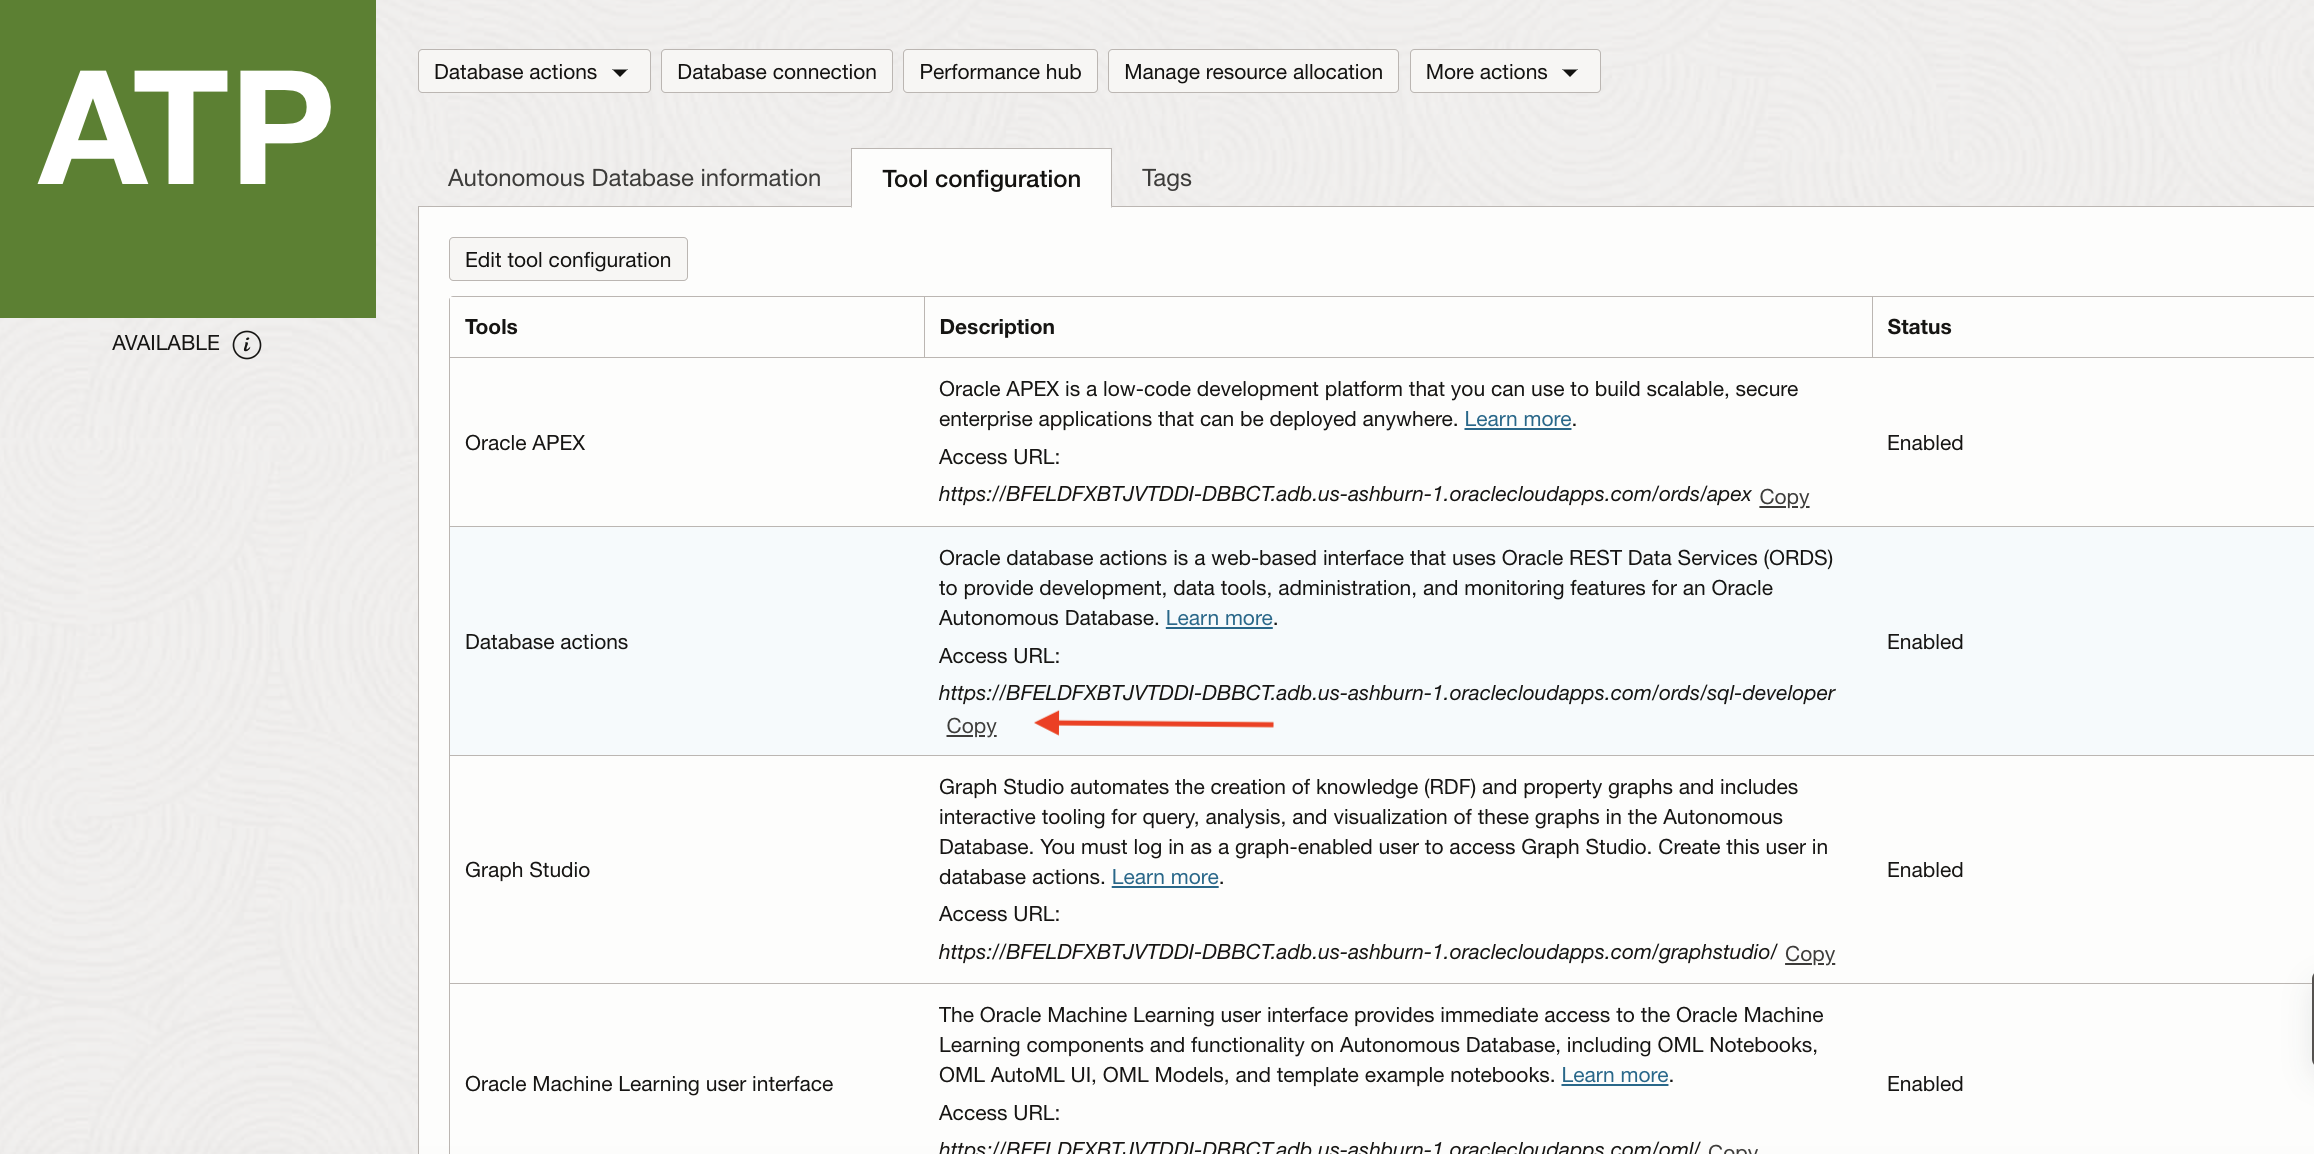 ATP
AVAILABLE i
Database actions
Database connection
Performance hub
Manage resource allocation
More actions
Autonomous Database information
Tool configuration
Tags
Edit tool configuration
Tools
Description
Status
Oracle APEX
Oracle APEX is a low-code development platform that you can use to build scalable, secure
enterprise applications that can be deployed anywhere. Learn more.
Access URL:
https://BFELDFXBTJVTDDI-DBBCT.adb.us-ashburn-1.oraclecloudapps.com/ords/apex Copy
Enabled
Database actions
Oracle database actions is a web-based interface that uses Oracle REST Data Services (ORDS)
to provide development, data tools, administration, and monitoring features for an Oracle
Autonomous Database. Learn more.
Access URL:
https://BFELDFXBTJVTDDI-DBBCT.adb.us-ashburn-1.oraclecloudapps.com/ords/sql-developer
Copy
Enabled
Graph Studio
Graph Studio automates the creation of knowledge (RDF) and property graphs and includes
interactive tooling for query, analysis, and visualization of these graphs in the Autonomous
Database. You must log in as a graph-enabled user to access Graph Studio. Create this user in
database actions. Learn more.
Access URL:
https://BFELDFXBTJVTDDI-DBBCT.adb.us-ashburn-1.oraclecloudapps.com/graphstudio/ Copy
Enabled
Oracle Machine Learning user interface
The Oracle Machine Learning user interface provides immediate access to the Oracle Machine
Learning components and functionality on Autonomous Database, including OML Notebooks,
OML AutoML UI, OML Models, and template example notebooks. Learn more.
Access URL:
https://BFELDFXBTJVTDDI-DBBCT.adb.us-ashburn-1.oraclecloudapps.com/oml/ Copy
Enabled